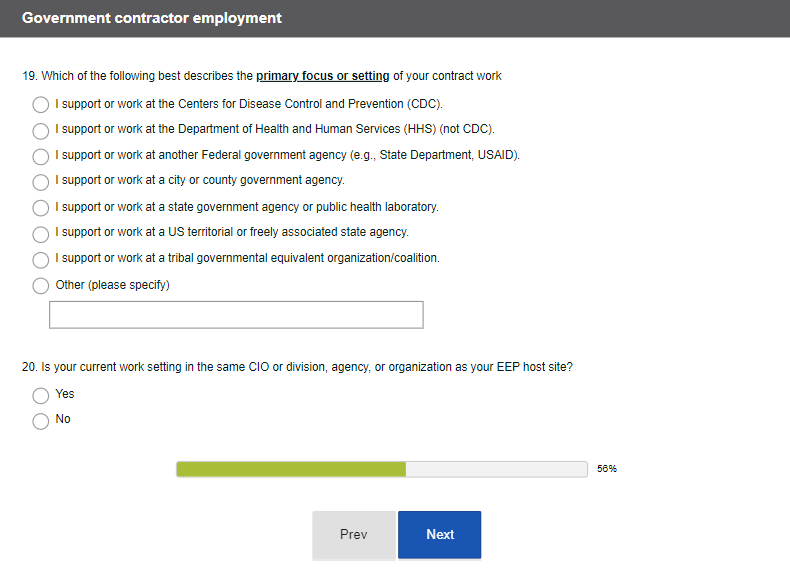 Government contractor employment
19. Which of the following best describes the primary focus or setting of your contract work
I support or work at the Centers for Disease Control and Prevention (CDC).
I support or work at the Department of Health and Human Services (HHS) (not CDC).
I support or work at another Federal government agency (e.g., State Department, USAID).
I support or work at a city or county government agency.
I support or work at a state government agency or public health laboratory.
I support or work at a US territorial or freely associated state agency.
I support or work at a tribal governmental equivalent organization/coalition.
Other (please specify)
20. Is your current work setting in the same CIO or division, agency, or organization as your EEP host site?
Yes
No
56%
Prev
Next